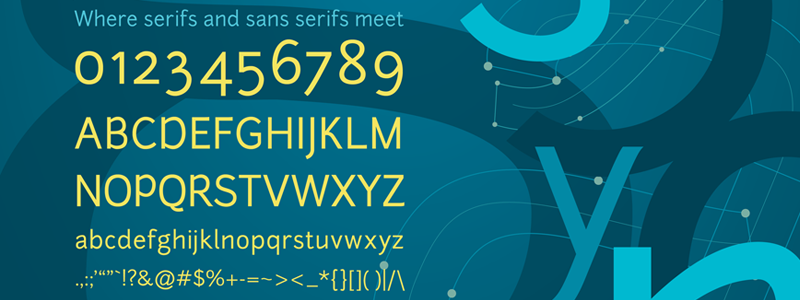 Where serifs and sans serifs meet
0123456789
ABCDEFGHIJKLM
NOPQRSTVWXYZ
abcdefghijklnopqrstuvwxyz
.,:;’“”`!?&@#$%+-=~><_*{}[]()|/\
y